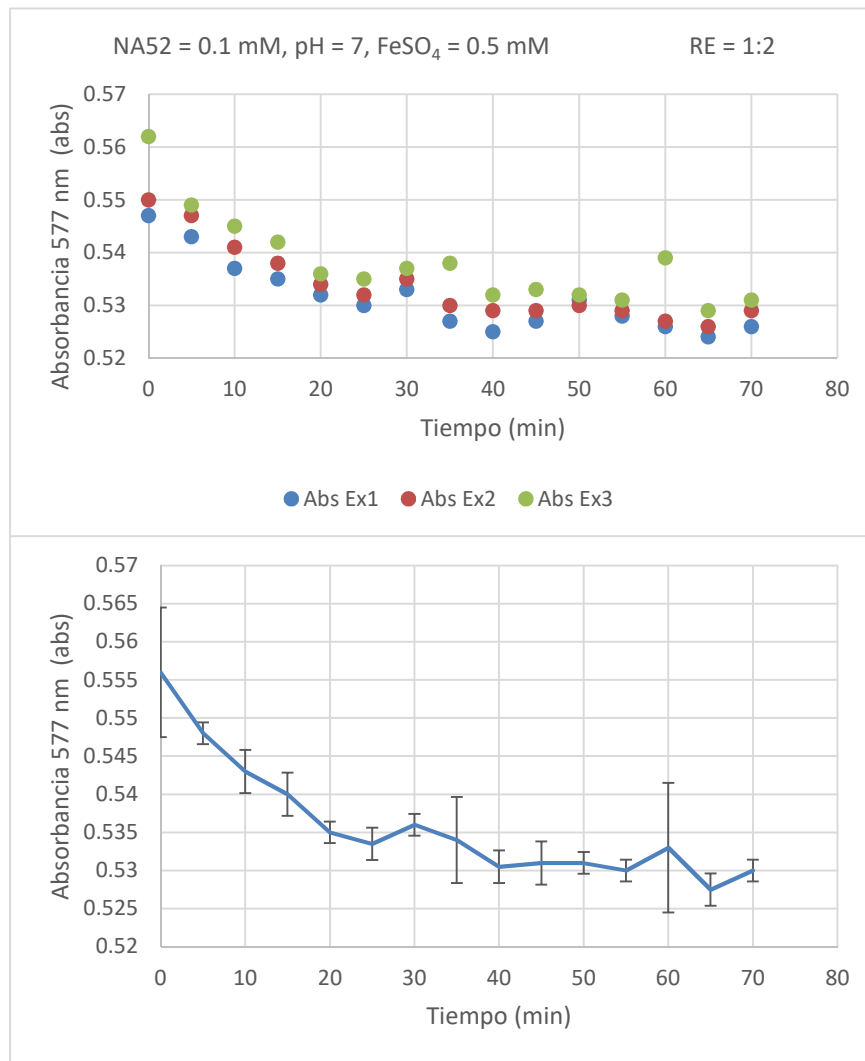 NA52 = 0.1 mM, pH = 7, FeSO₄ = 0.5 mM RE = 1:2
Absorbancia 577 nm (abs)
0.57
0.56
0.55
0.54
0.53
0.52
0 10 20 30 40 50 60 70 80
Tiempo (min)
Abs Ex1 Abs Ex2 Abs Ex3
Absorbancia 577 nm (abs)
0.57
0.565
0.56
0.555
0.55
0.545
0.54
0.535
0.53
0.525
0.52
0 10 20 30 40 50 60 70 80
Tiempo (min)